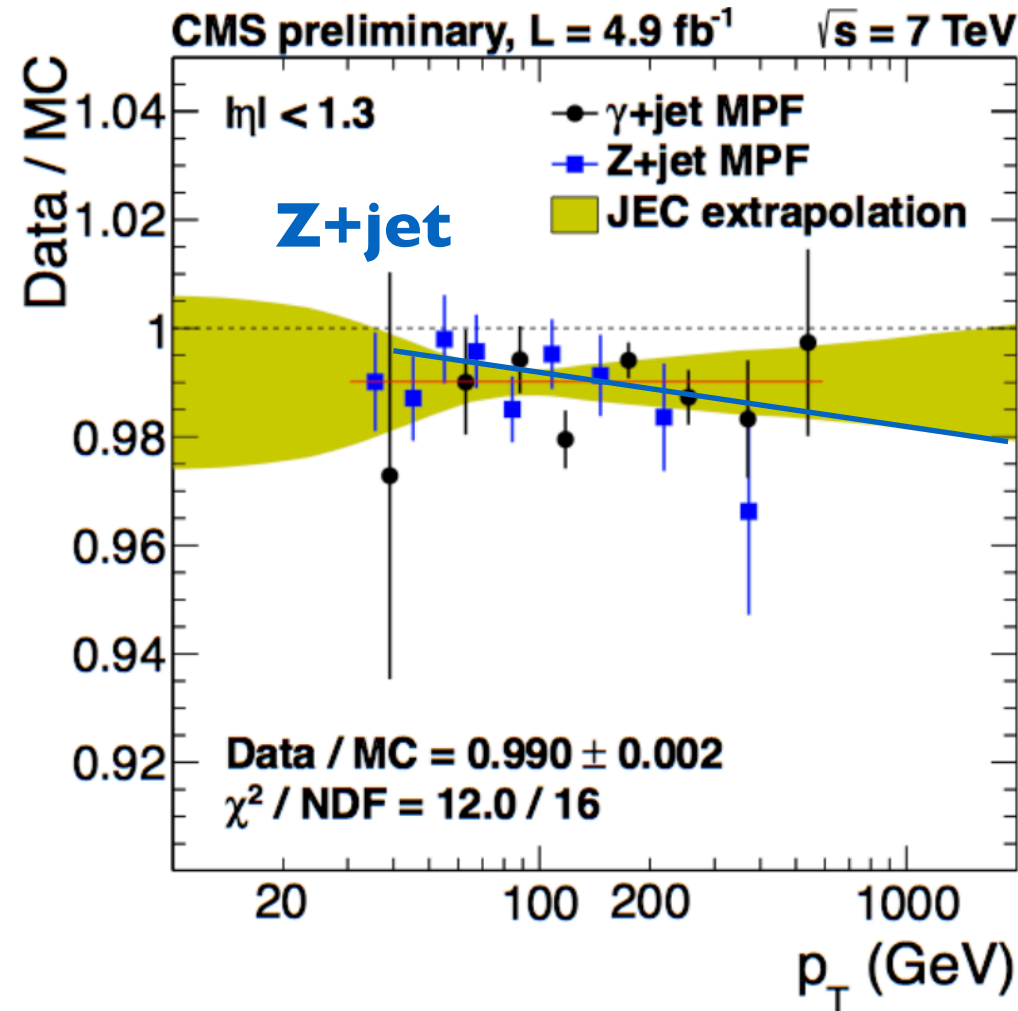 CMS preliminary, L = 4.9 fb⁻¹ √s = 7 TeV
Data / MC
|η| < 1.3
γ+jet MPF
Z+jet MPF
JEC extrapolation
Z+jet
1.04
1.02
1
0.98
0.96
0.94
0.92
Data / MC = 0.990 ± 0.002
χ² / NDF = 12.0 / 16
20 100 200 1000
p_T (GeV)